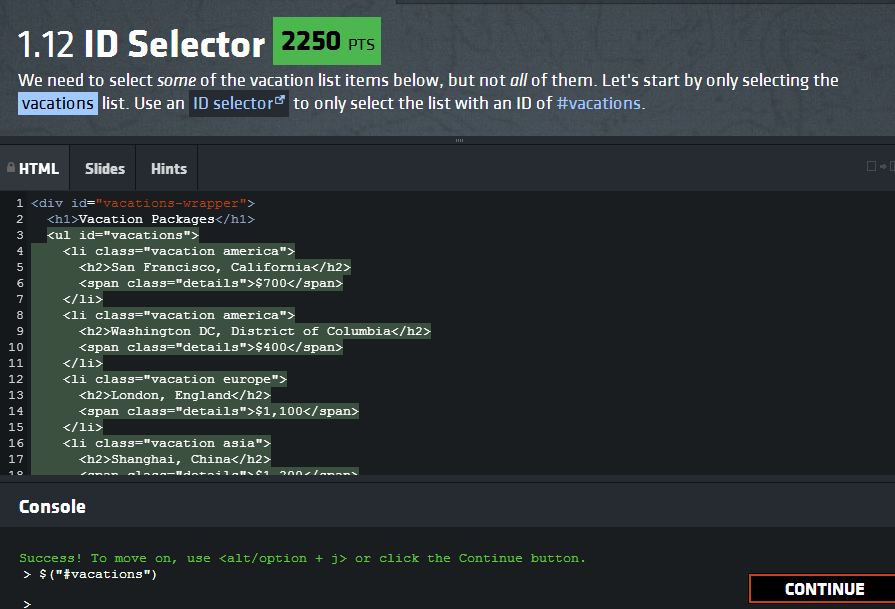 1.12 ID Selector 2250 PTS
We need to select some of the vacation list items below, but not all of them. Let's start by only selecting the
vacations list. Use an ID selector to only select the list with an ID of #vacations.
HTML Slides Hints
1 <div id="vacations-wrapper">
2 <h1>Vacation Packages</h1>
3 <ul id="vacations">
4 <li class="vacation america">
5 <h2>San Francisco, California</h2>
6 <span class="details">$700</span>
7 </li>
8 <li class="vacation america">
9 <h2>Washington DC, District of Columbia</h2>
10 <span class="details">$400</span>
11 </li>
12 <li class="vacation europe">
13 <h2>London, England</h2>
14 <span class="details">$1,100</span>
15 </li>
16 <li class="vacation asia">
17 <h2>Shanghai, China</h2>
18 <span class="details">$1,200</span>
Console
Success! To move on, use <alt/option + j> or click the Continue button.
> $("#vacations")
CONTINUE
>